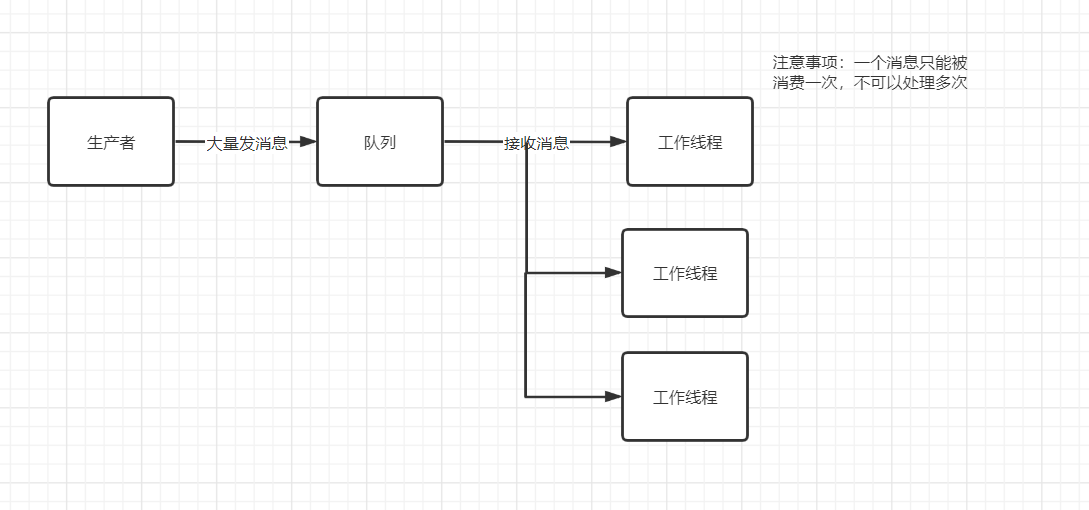 注意事项：一个消息只能被
消费一次，不可以处理多次
生产者
大量发消息
队列
接收消息
工作线程
工作线程
工作线程